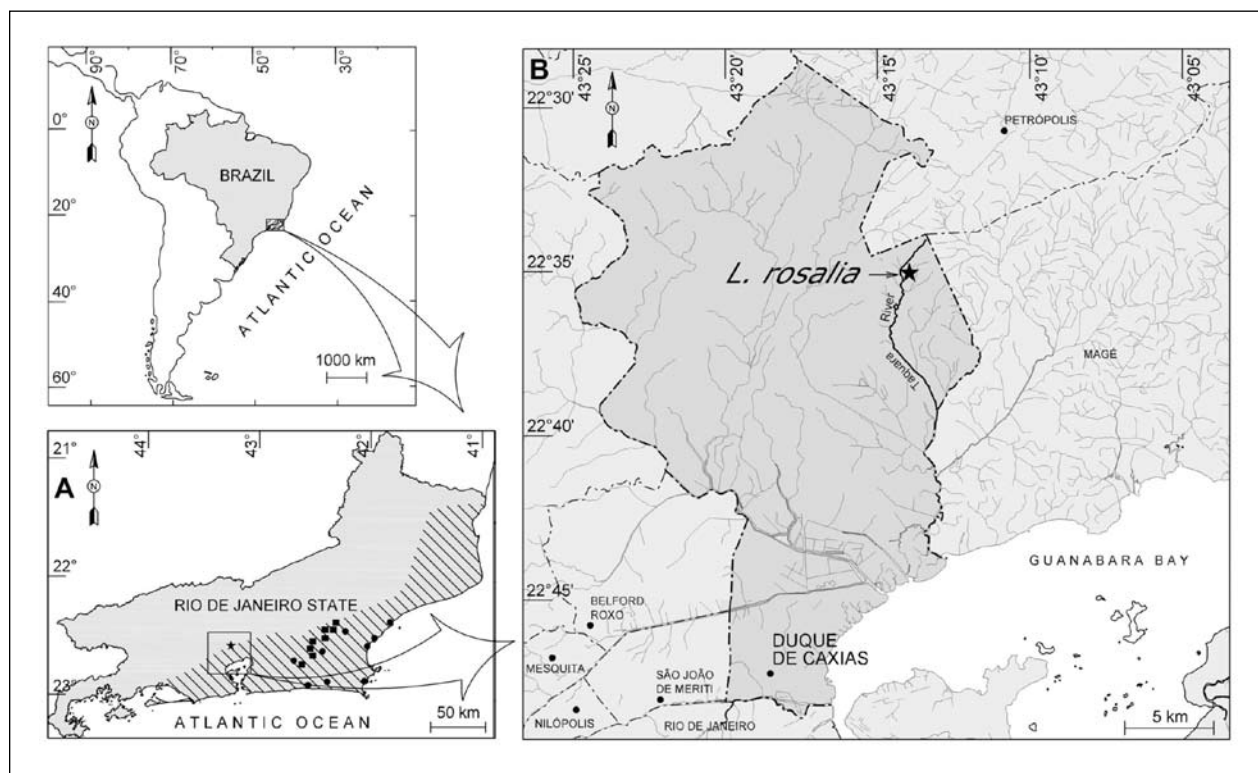 90°
70°
50°
30°
N
0°
BRAZIL
20°
40°
ATLANTIC OCEAN
1000 km
60°
A
44°
43°
42°
41°
21°
N
22°
RIO DE JANEIRO STATE
23°
ATLANTIC OCEAN
50 km
B
43°25'
43°20'
43°15'
43°10'
43°05'
22°30'
N
PETRÓPOLIS
22°35'
L. rosalia
River
Taquara
MAGÉ
22°40'
GUANABARA BAY
22°45'
BELFORD
ROXO
DUQUE
DE CAXIAS
MESQUITA
SÃO JOÃO
DE MERITI
NILÓPOLIS
RIO DE JANEIRO
5 km